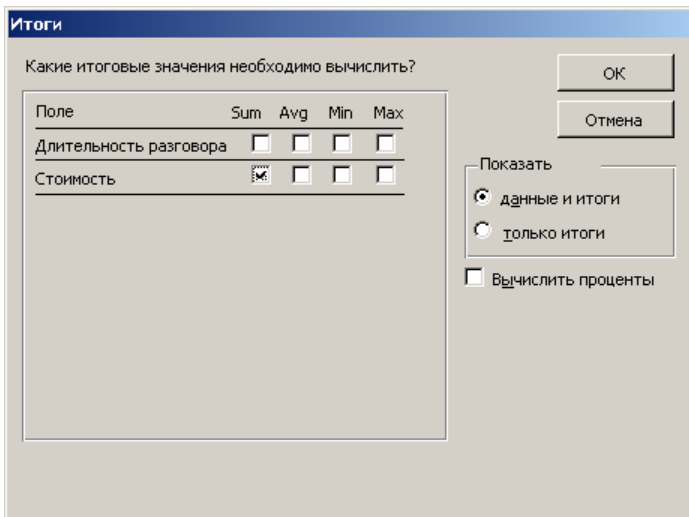 Итоги
Какие итоговые значения необходимо вычислить?
ОК
Отмена
Поле Sum Avg Min Max
Длительность разговора
Стоимость
Показать
данные и итоги
только итоги
Вычислить проценты